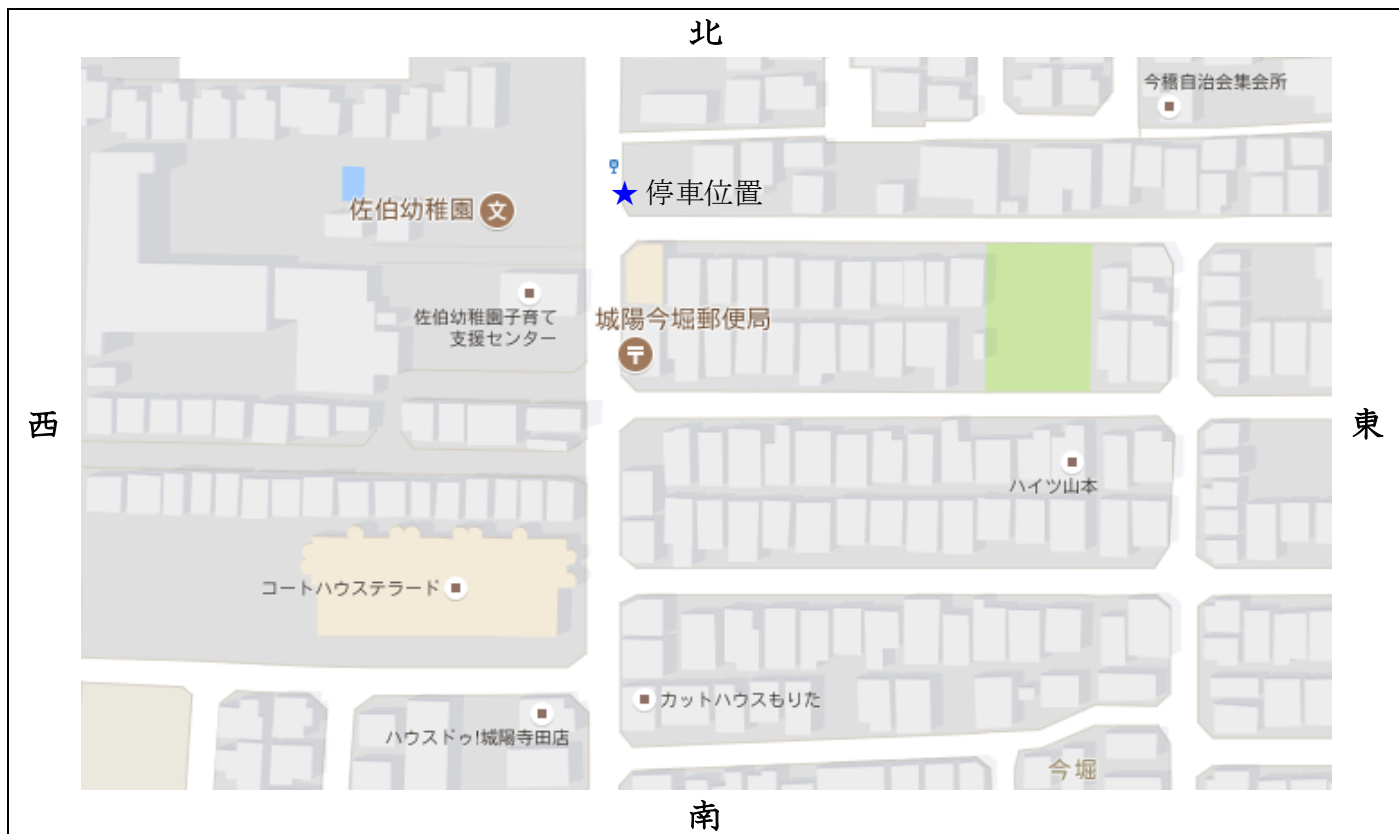 北
今橋自治会集会所
★ 停車位置
佐伯幼稚園 文
佐伯幼稚園子育て
支援センター
城陽今堀郵便局
〒
西
東
ハイツ山本
コートハウステラード
カットハウスもりた
ハウスドゥ!城陽寺田店
今堀
南